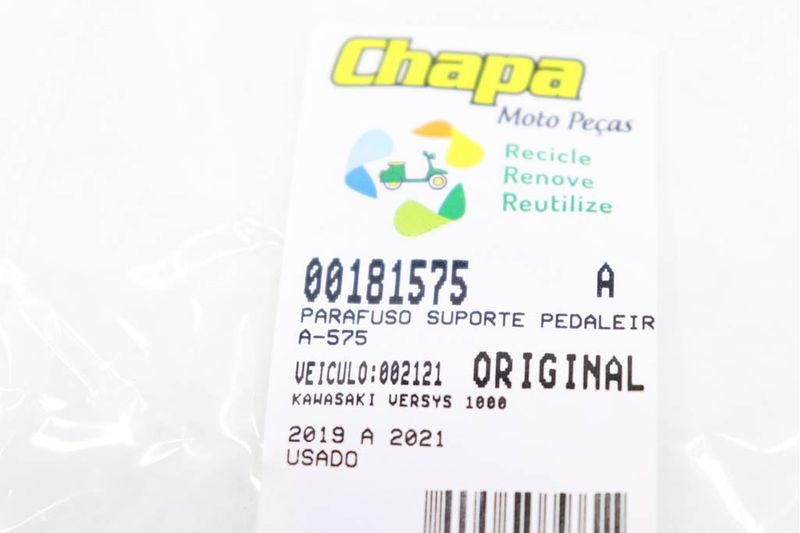 Chapa
Moto Peças
Recicle
Renove
Reutilize
00181575 A
PARAFUSO SUPORTE PEDALEIR
A-575
VEICULO:002121 ORIGINAL
KAWASAKI VERSYS 1000
2019 A 2021
USADO